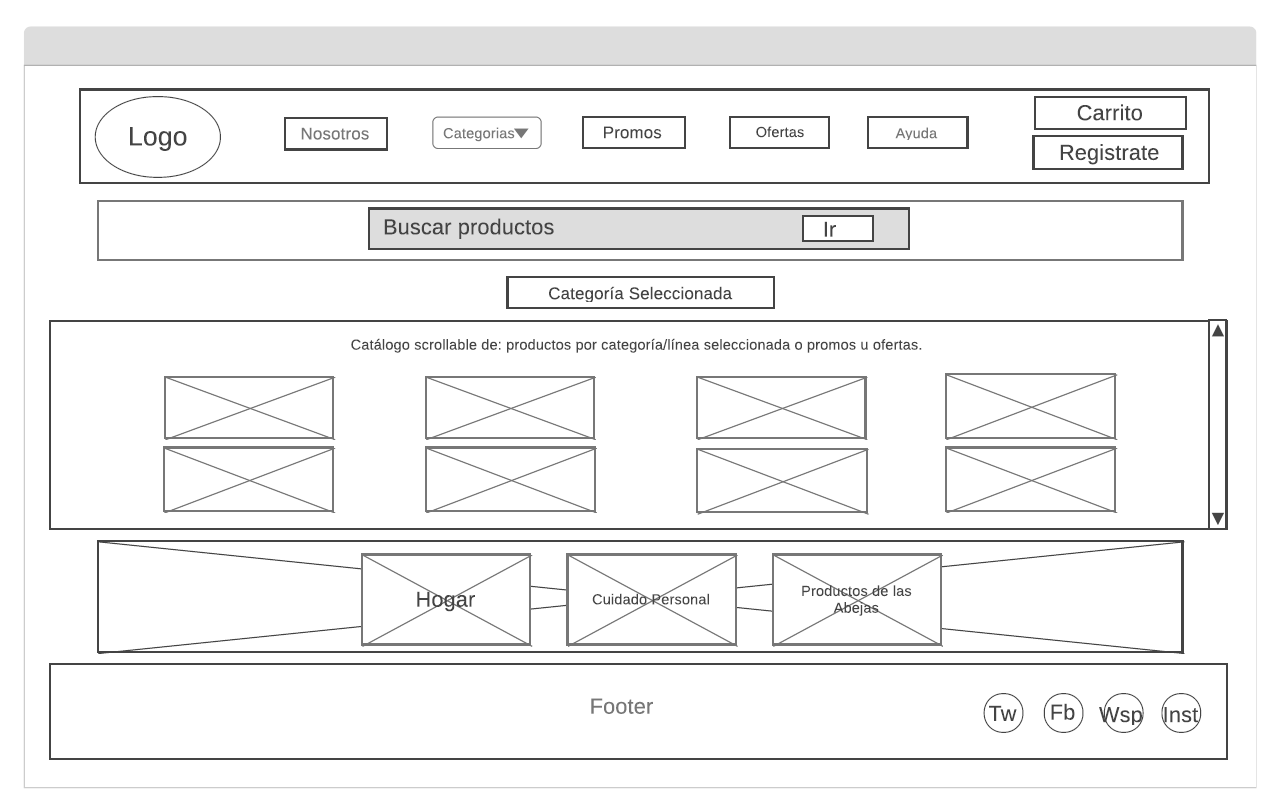 Logo
Nosotros
Categorias
Promos
Ofertas
Ayuda
Carrito
Registrate
Buscar productos
Ir
Categoría Seleccionada
Catálogo scrollable de: productos por categoría/línea seleccionada o promos u ofertas.
Hogar
Cuidado Personal
Productos de las
Abejas
Footer
Tw
Fb
Wsp
Inst